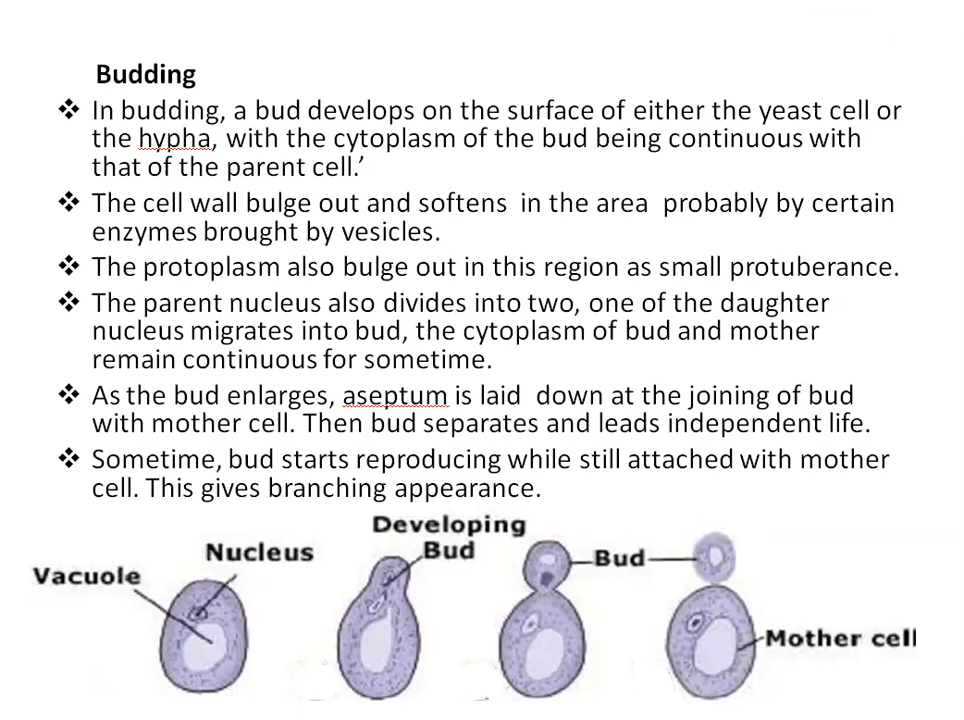 Budding
❖ In budding, a bud develops on the surface of either the yeast cell or
the hypha, with the cytoplasm of the bud being continuous with
that of the parent cell.’
❖ The cell wall bulge out and softens in the area probably by certain
enzymes brought by vesicles.
❖ The protoplasm also bulge out in this region as small protuberance.
❖ The parent nucleus also divides into two, one of the daughter
nucleus migrates into bud, the cytoplasm of bud and mother
remain continuous for sometime.
❖ As the bud enlarges, aseptum is laid down at the joining of bud
with mother cell. Then bud separates and leads independent life.
❖ Sometime, bud starts reproducing while still attached with mother
cell. This gives branching appearance.
Developing
Bud
Nucleus
Vacuole
Bud
Mother cell